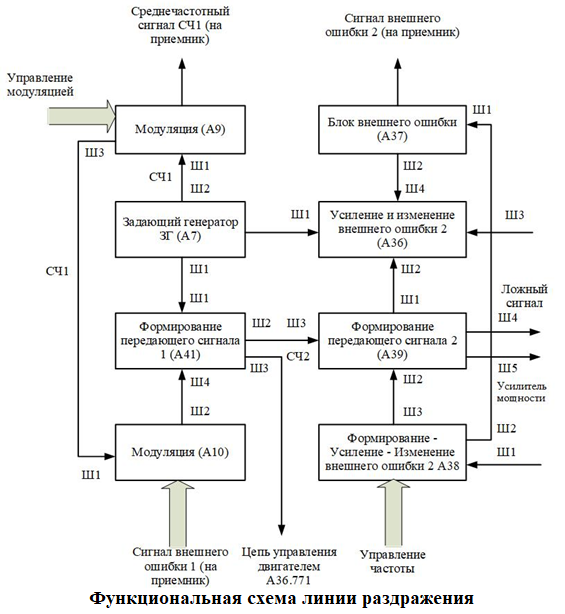 Среднечастотный
сигнал СЧ1 (на
приемник)
Сигнал внешнего
ошибки 2 (на приемник)
Управление
модуляцией
Модуляция (А9)
Ш3
Ш1
СЧ1
Ш2
Блок внешнего ошибки
(А37)
Ш1
Ш2
Ш4
Задающий генератор
ЗГ (А7)
Ш1
Усиление и изменение
внешнего ошибки 2
(А36)
Ш3
СЧ1
Ш1
Ш1
Ш2
Ш1
Формирование
передающего сигнала
1 (А41)
Ш2
Ш3
СЧ2
Ш3
Формирование
передающего сигнала 2
(А39)
Ложный
сигнал
Ш4
Ш5
Усилитель
мощности
Ш4
Ш2
Ш2
Ш3
Модуляция (А10)
Ш1
Формирование -
Усиление - Изменение
внешнего ошибки 2 А38
Ш2
Ш1
Сигнал внешнего
ошибки 1 (на
приемник)
Цепь управления
двигателем
А36.771
Управление
частоты
Функциональная схема линии раздражения